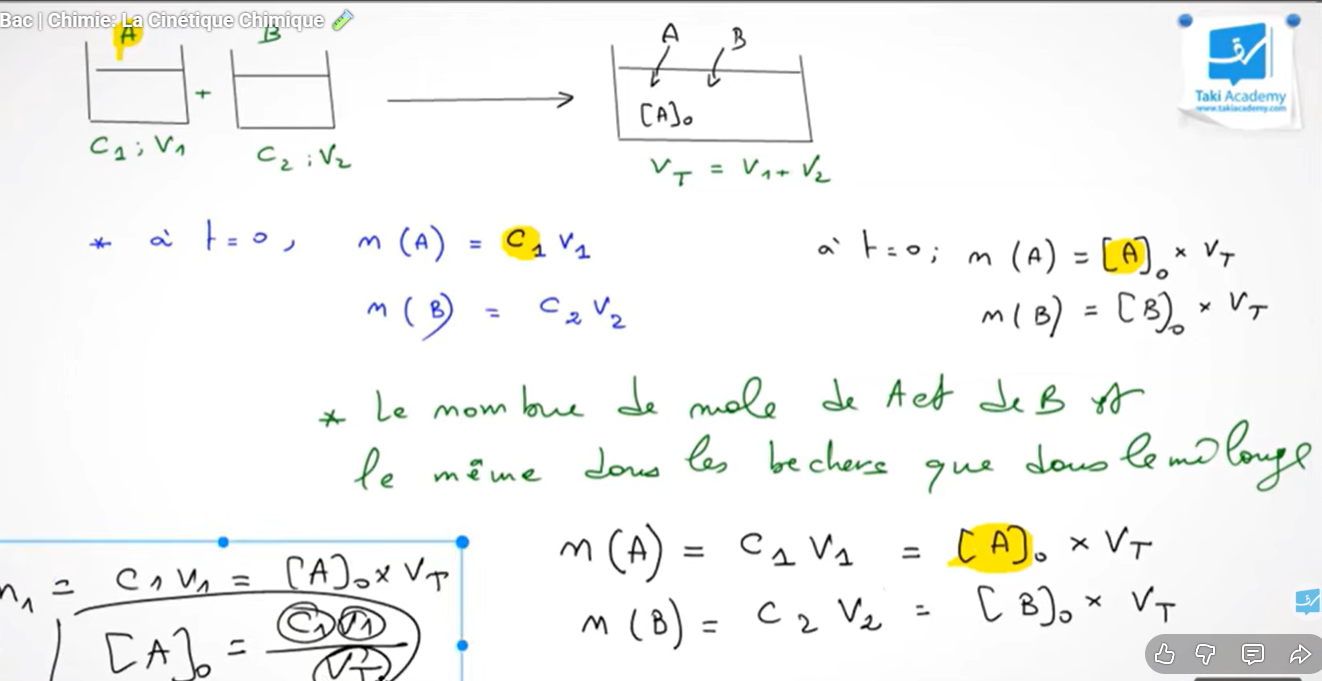 Bac | Chimie: La Cinétique Chimique 🧪
A
B
A
B
+
[A]₀
Taki Academy
www.takiacademy.com
C₁ ; V₁
C₂ ; V₂
V_T = V₁ + V₂
* à t = 0, n (A) = C₁ V₁
n (B) = C₂ V₂
à t = 0 ; n (A) = [A]₀ × V_T
n (B) = [B]₀ × V_T
* Le nombre de mole de A et de B st
le même dans les bechers que dans le mélange
n (A) = C₁ V₁ = [A]₀ × V_T
n (B) = C₂ V₂ = [B]₀ × V_T
n₁ = C₁ V₁ = [A]₀ × V_T
[A]₀ = C₁ V₁ / V_T